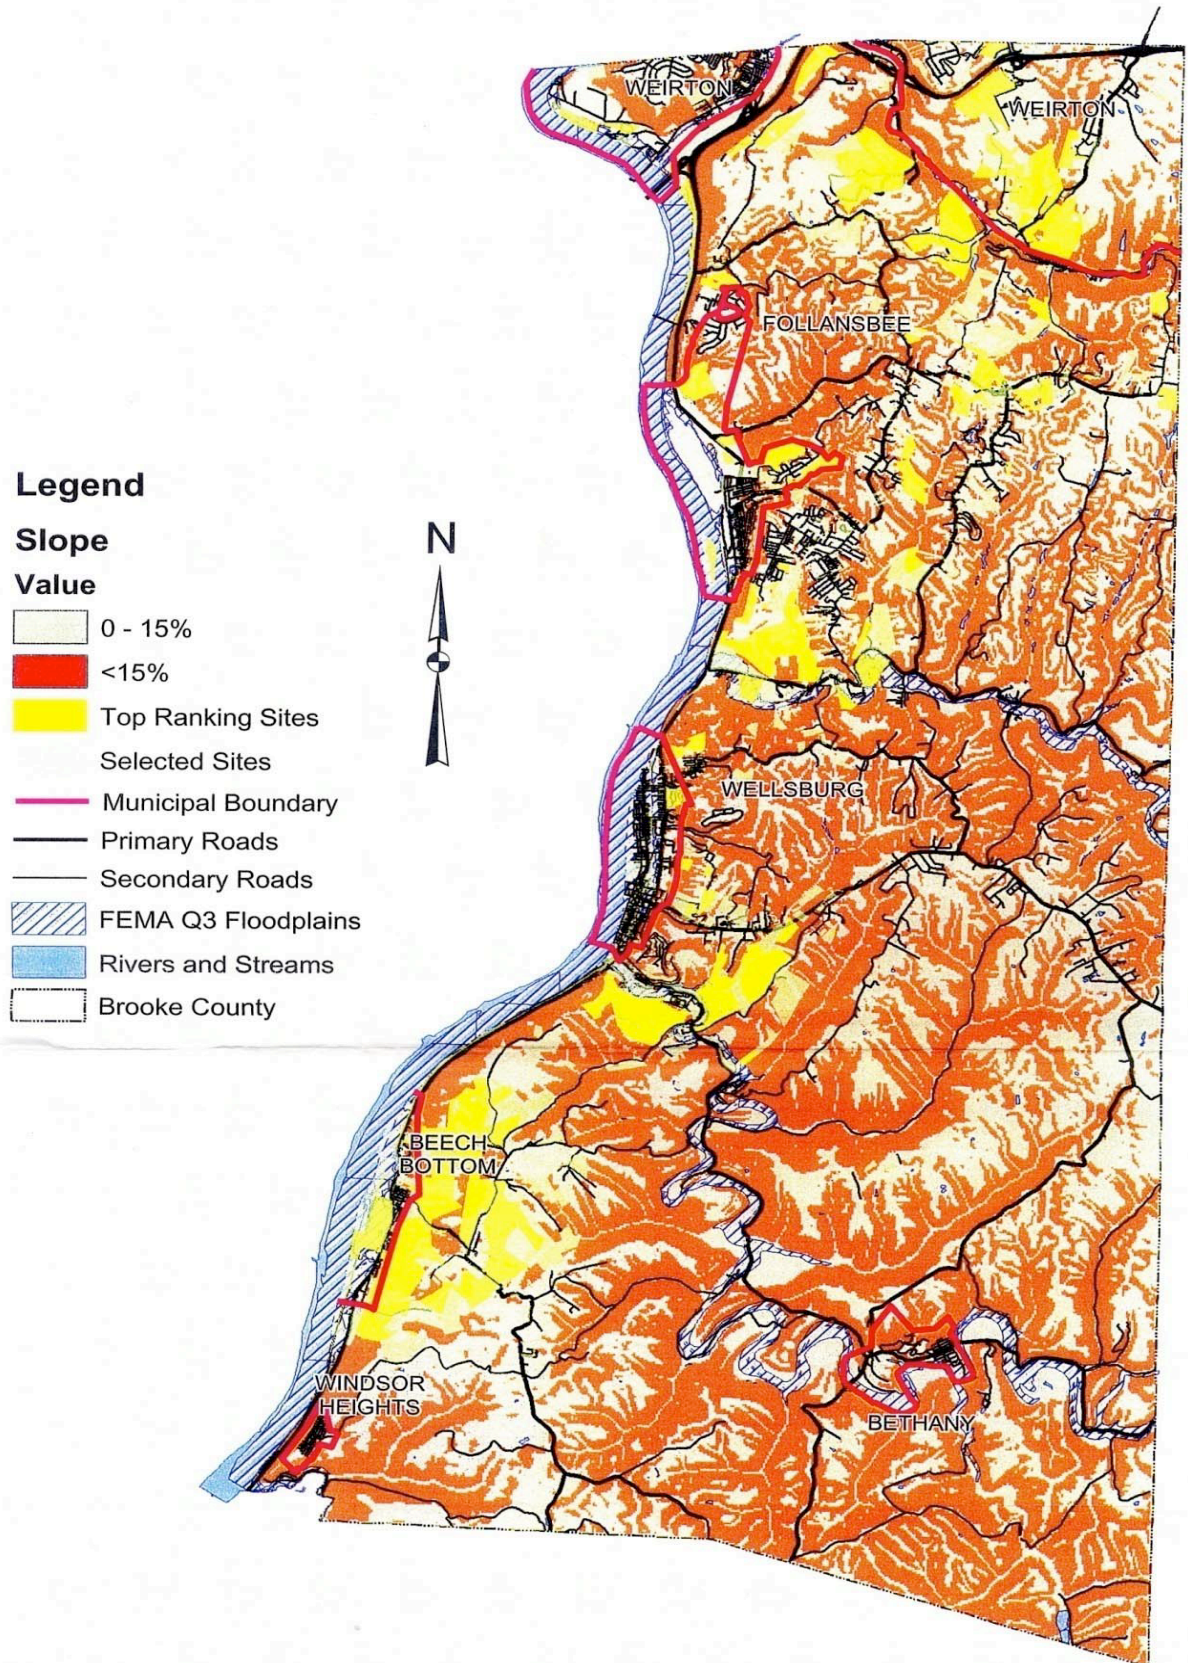 WEIRTON
WEIRTON
FOLLANSBEE
Legend
Slope
Value
0 - 15%
<15%
Top Ranking Sites
Selected Sites
Municipal Boundary
Primary Roads
Secondary Roads
FEMA Q3 Floodplains
Rivers and Streams
Brooke County
N
WELLSBURG
BEECH
BOTTOM
WINDSOR
HEIGHTS
BETHANY